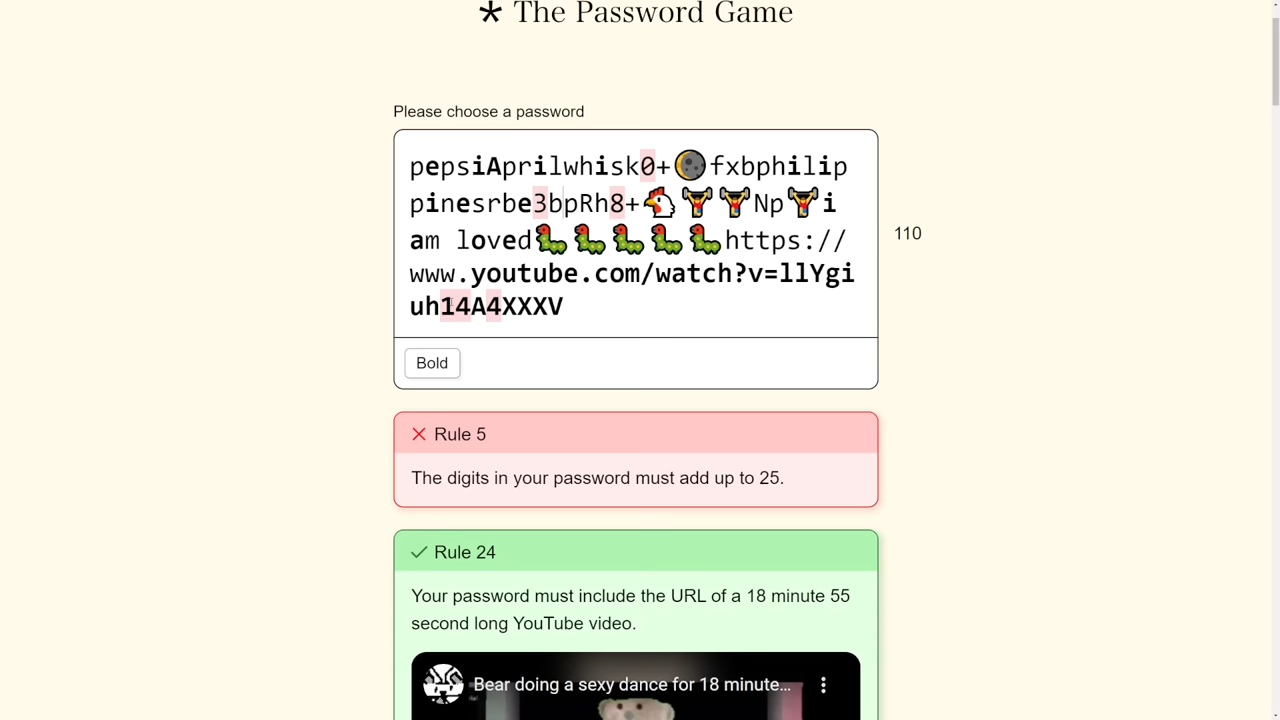 * The Password Game
Please choose a password
pepsiAprilwhisk0+🌘fxbphilip
pinesrbe3bpRh8+🐔🏋️🏋️Np🏋️i
am loved🐛🐛🐛🐛🐛https://
www.youtube.com/watch?v=llYgi
uh14A4XXXV
110
Bold
Rule 5
The digits in your password must add up to 25.
Rule 24
Your password must include the URL of a 18 minute 55
second long YouTube video.
Bear doing a sexy dance for 18 minute...